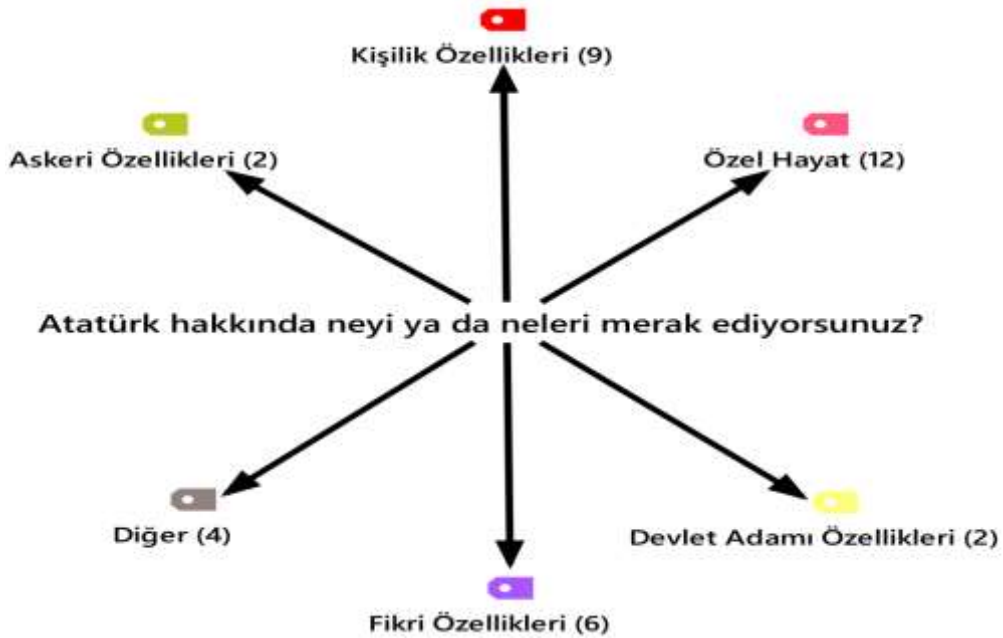 Kişilik Özellikleri (9)
Askeri Özellikleri (2)
Özel Hayat (12)
Atatürk hakkında neyi ya da neleri merak ediyorsunuz?
Diğer (4)
Devlet Adamı Özellikleri (2)
Fikri Özellikleri (6)